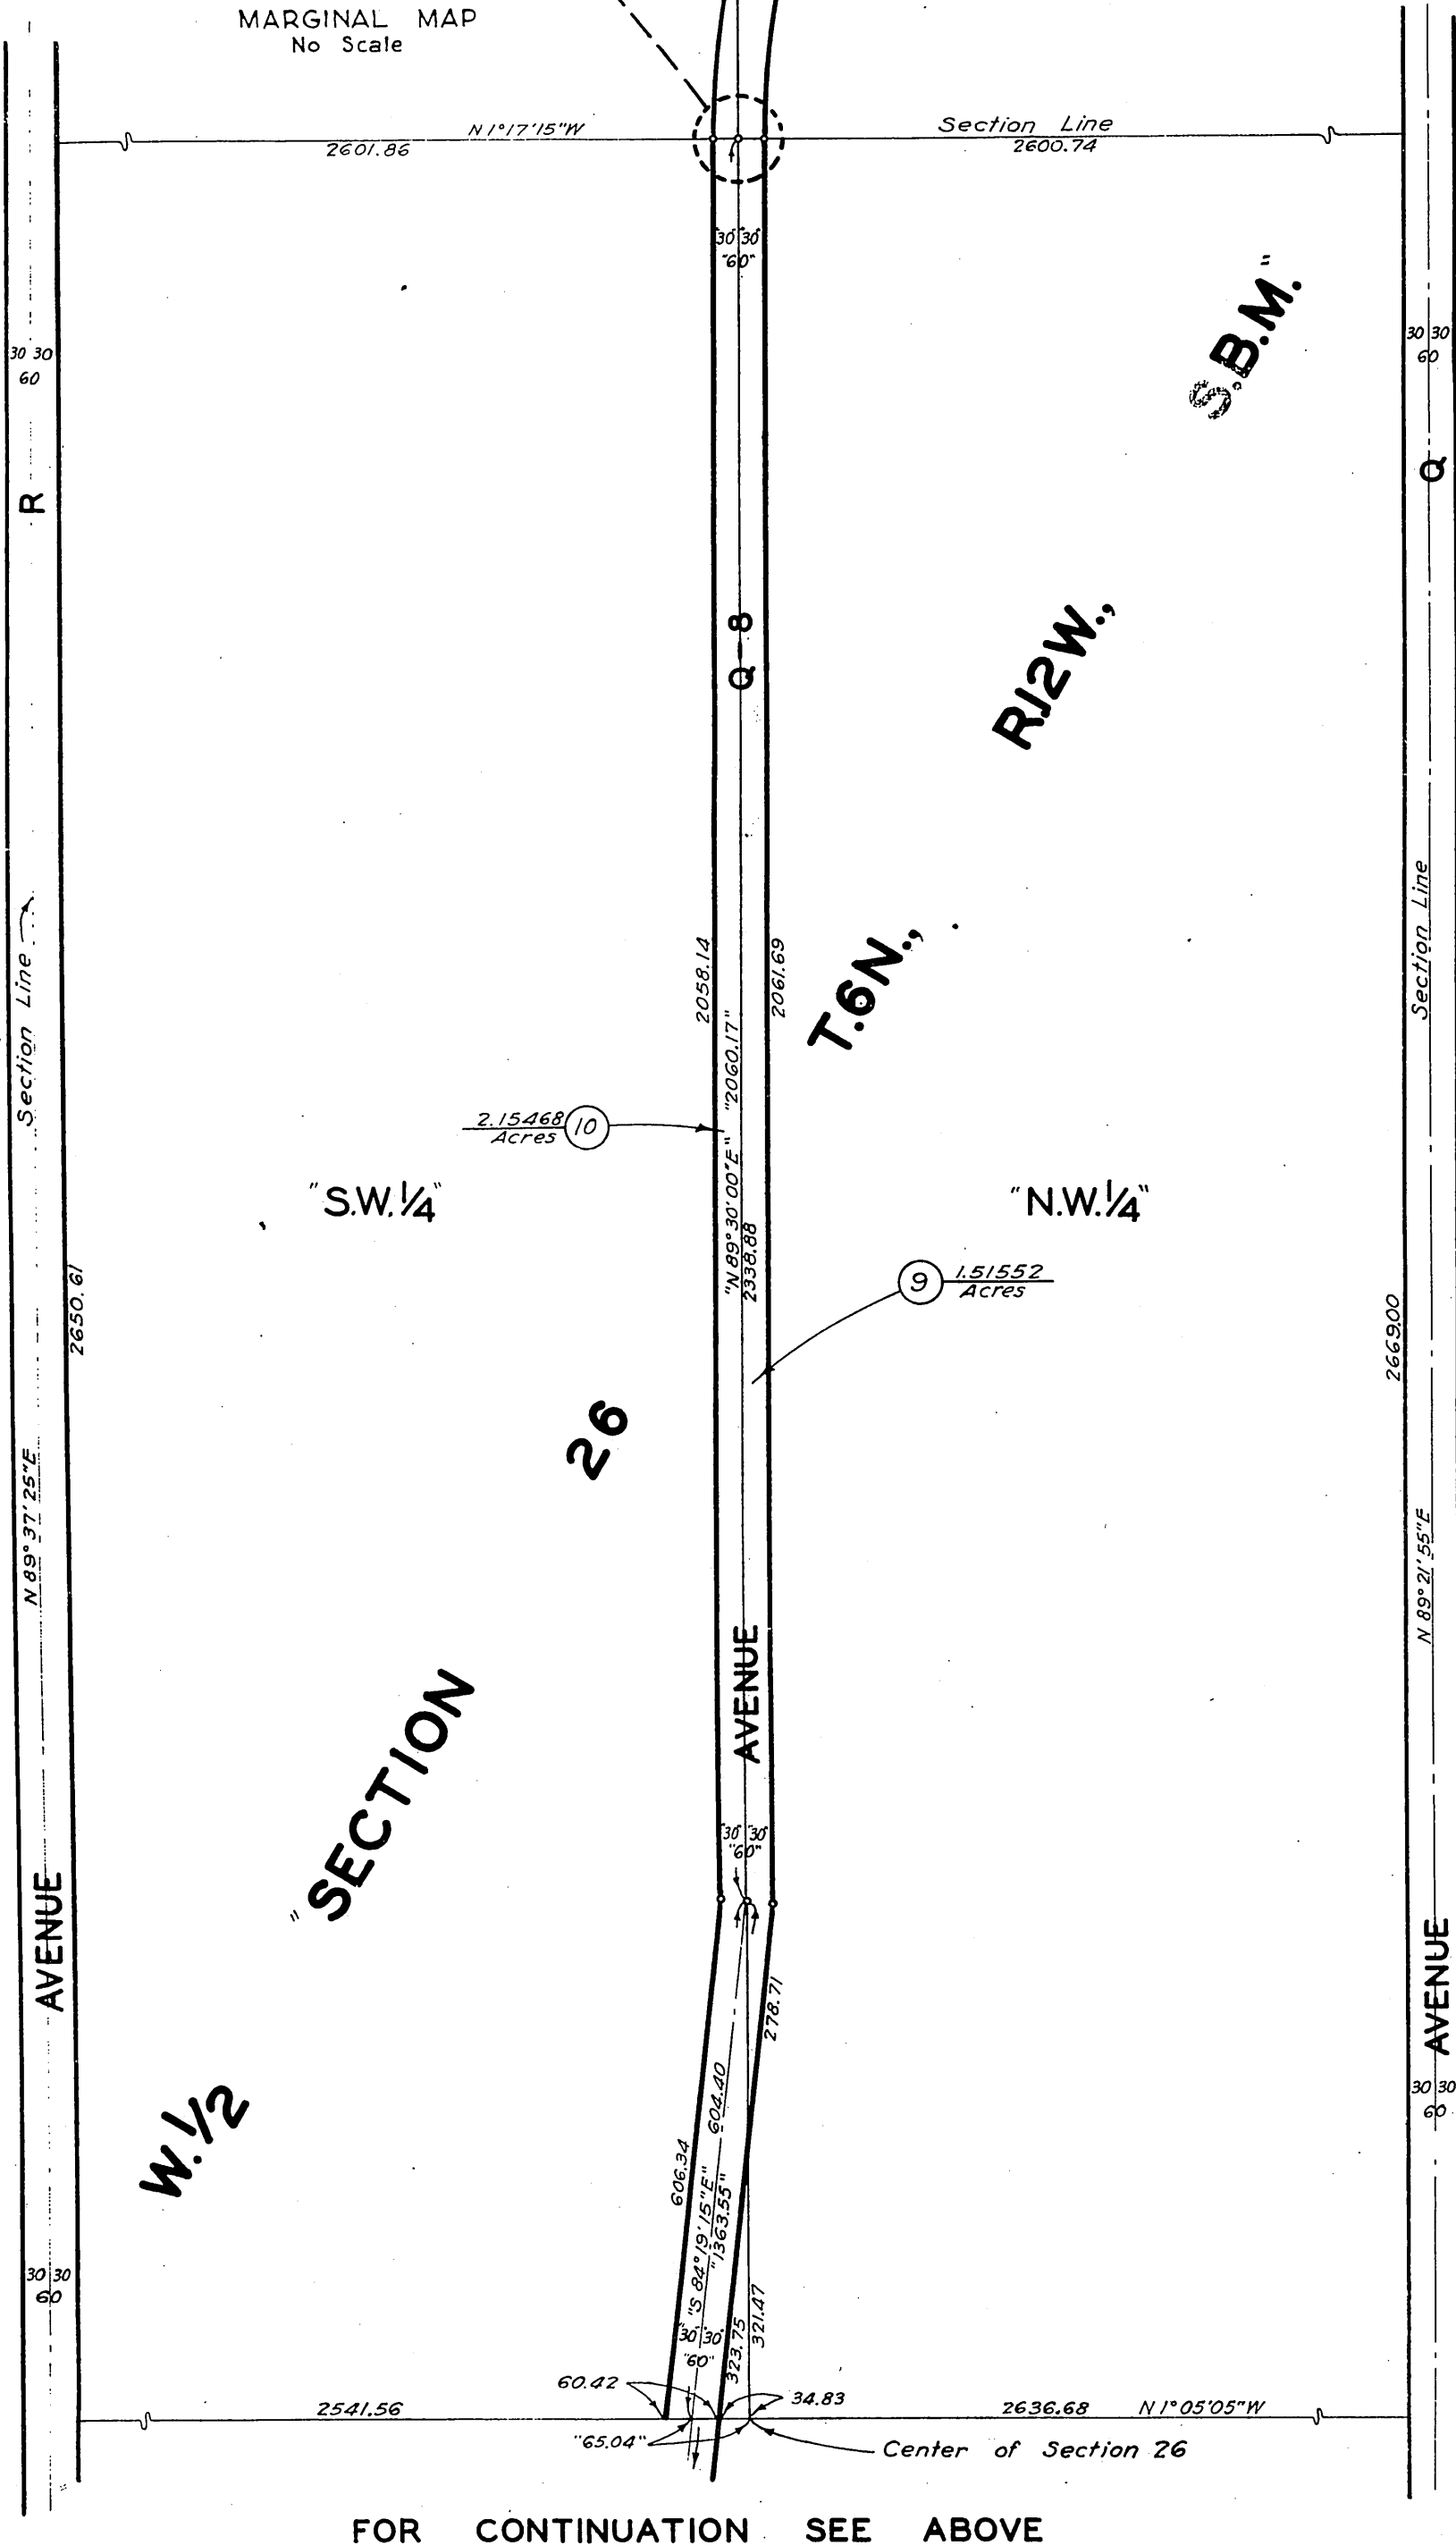 MARGINAL MAP
No Scale
N 1°17'15"W
2601.86
Section Line
2600.74
"30" "30"
"60"
S.B.M."
30 30
60
30 30
60
R
Q
Q-8
R.12W.,
Section Line
Section Line
2058.14
2061.69
T.6N.,
"N 89°30'00"E" "2060.17"
2338.88
2.15468
Acres
10
"S.W.1/4"
"N.W.1/4"
9
1.51552
Acres
2650.61
2669.00
26
N 89°37'25"E
N 89°21'55"E
AVENUE
"SECTION
"30" "30"
"60"
AVENUE
AVENUE
278.71
W.1/2
604.40
606.34
"S 84°19'15"E"
"1363.55"
30 30
60
30 30
60
"30" "30"
"60"
323.75
321.47
60.42
34.83
2541.56
2636.68
N 1°05'05"W
"65.04"
Center of Section 26
FOR CONTINUATION SEE ABOVE